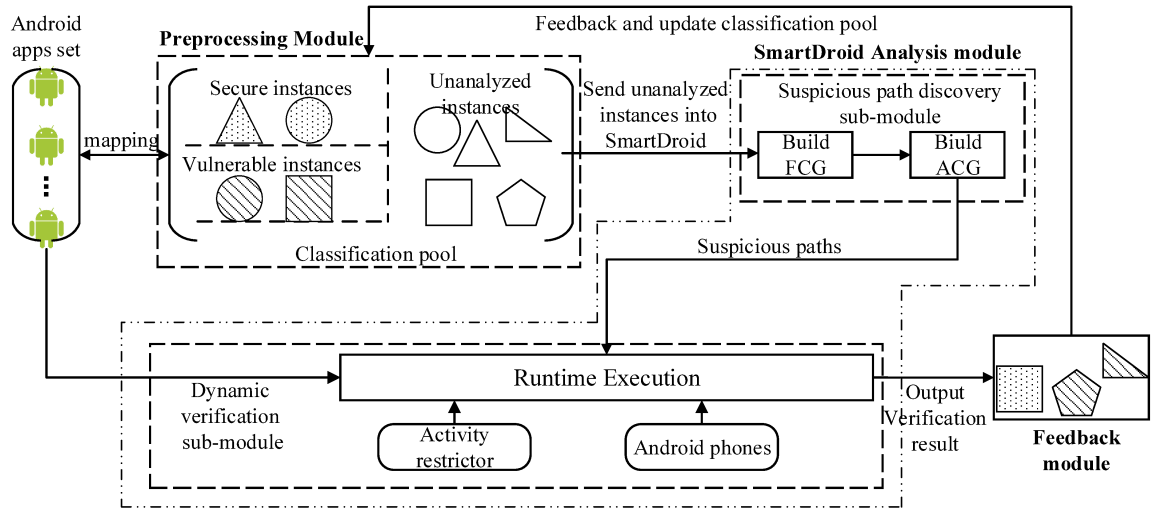 Android
apps set
Feedback and update classification pool
Preprocessing Module
SmartDroid Analysis module
Secure instances
Unanalyzed
instances
Send unanalyzed
instances into
SmartDroid
Suspicious path discovery
sub-module
mapping
Vulnerable instances
Build
FCG
Biuld
ACG
Classification pool
Suspicious paths
Runtime Execution
Dynamic
verification
sub-module
Activity
restrictor
Android phones
Output
Verification
result
Feedback
module